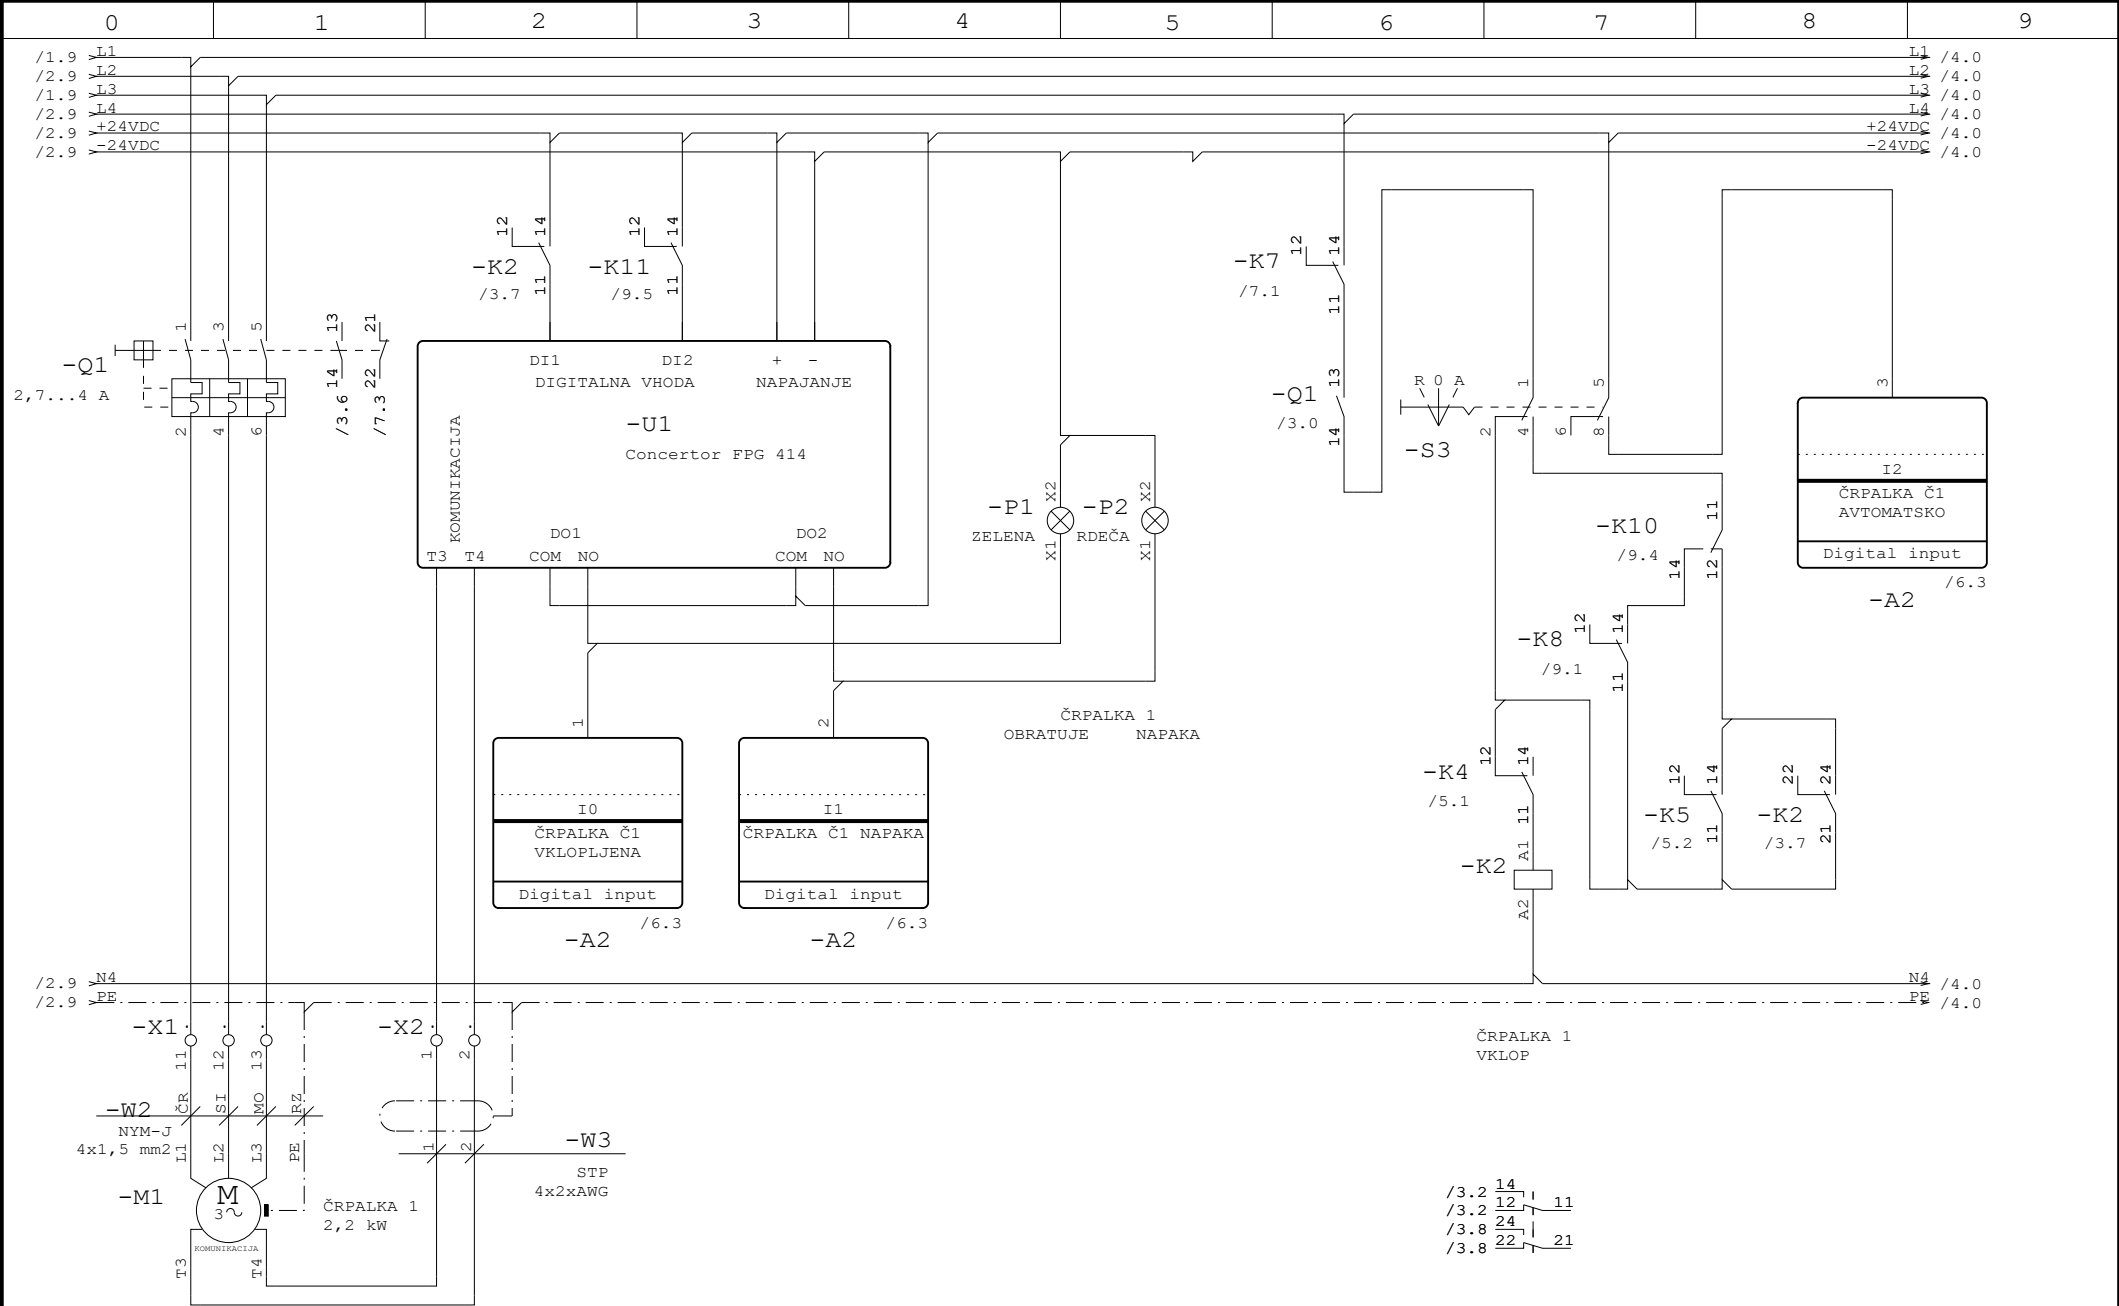 0 1 2 3 4 5 6 7 8 9
/1.9 L1 L1 /4.0
/2.9 L2 L2 /4.0
/1.9 L3 L3 /4.0
/2.9 L4 L4 /4.0
/2.9 +24VDC +24VDC /4.0
/2.9 -24VDC -24VDC /4.0
12 14
-K2
/3.7 11
12 14
-K11
/9.5 11
12 14
-K7
/7.1
11
1 3 5 13 21
-Q1
2,7...4 A
14 22
2 4 6 /3.6 /7.3
DI1 DI2 + -
DIGITALNA VHODA NAPAJANJE
KOMUNIKACIJA
-U1
Concertor FPG 414
DO1 DO2
T3 T4 COM NO COM NO
X2 X2
-P1 -P2
ZELENA RDEČA
X1 X1
ČRPALKA 1
OBRATUJE NAPAKA
13
-Q1
/3.0
14
R 0 A 1 5
2 4 6 8
-S3
3
I2
ČRPALKA Č1
AVTOMATSKO
Digital input
/6.3
-A2
11
-K10
/9.4
14 12
12 14
-K8
/9.1
11
12 14
-K4
/5.1
11
12 14
-K5
/5.2 11
22 24
-K2
/3.7 21
A1
-K2
A2
1
I0
ČRPALKA Č1
VKLOPLJENA
Digital input
/6.3
-A2
2
I1
ČRPALKA Č1 NAPAKA
Digital input
/6.3
-A2
/2.9 N4 N4 /4.0
/2.9 PE PE /4.0
-X1 -X2
11 12 13 1 2
ČRPALKA 1
VKLOP
-W2 ČR SI MO RZ
NYM-J
4x1,5 mm2 L1 L2 L3 PE
1 2 -W3
STP
4x2xAWG
-M1 M
3
ČRPALKA 1
2,2 kW
KOMUNIKACIJA
T3 T4
/3.2 14
/3.2 12 11
/3.8 24
/3.8 22 21